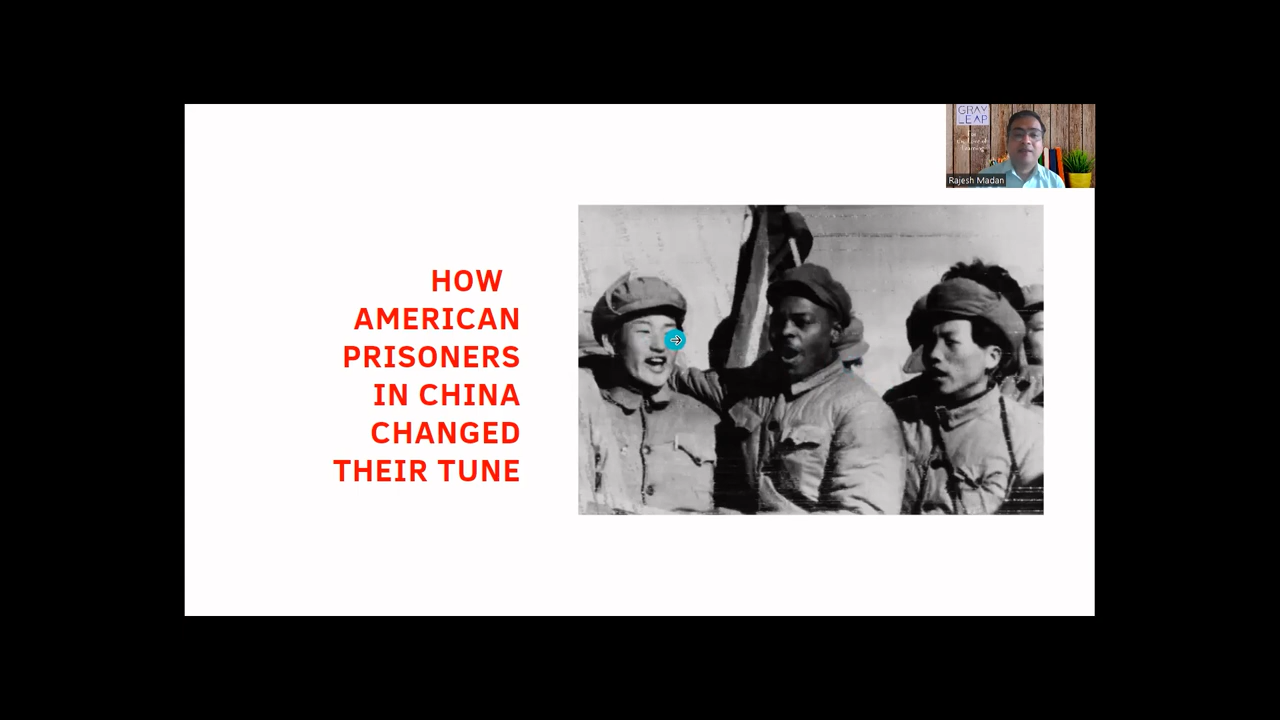 GRAY
LEAP
Rajesh Madan
HOW
AMERICAN
PRISONERS
IN CHINA
CHANGED
THEIR TUNE